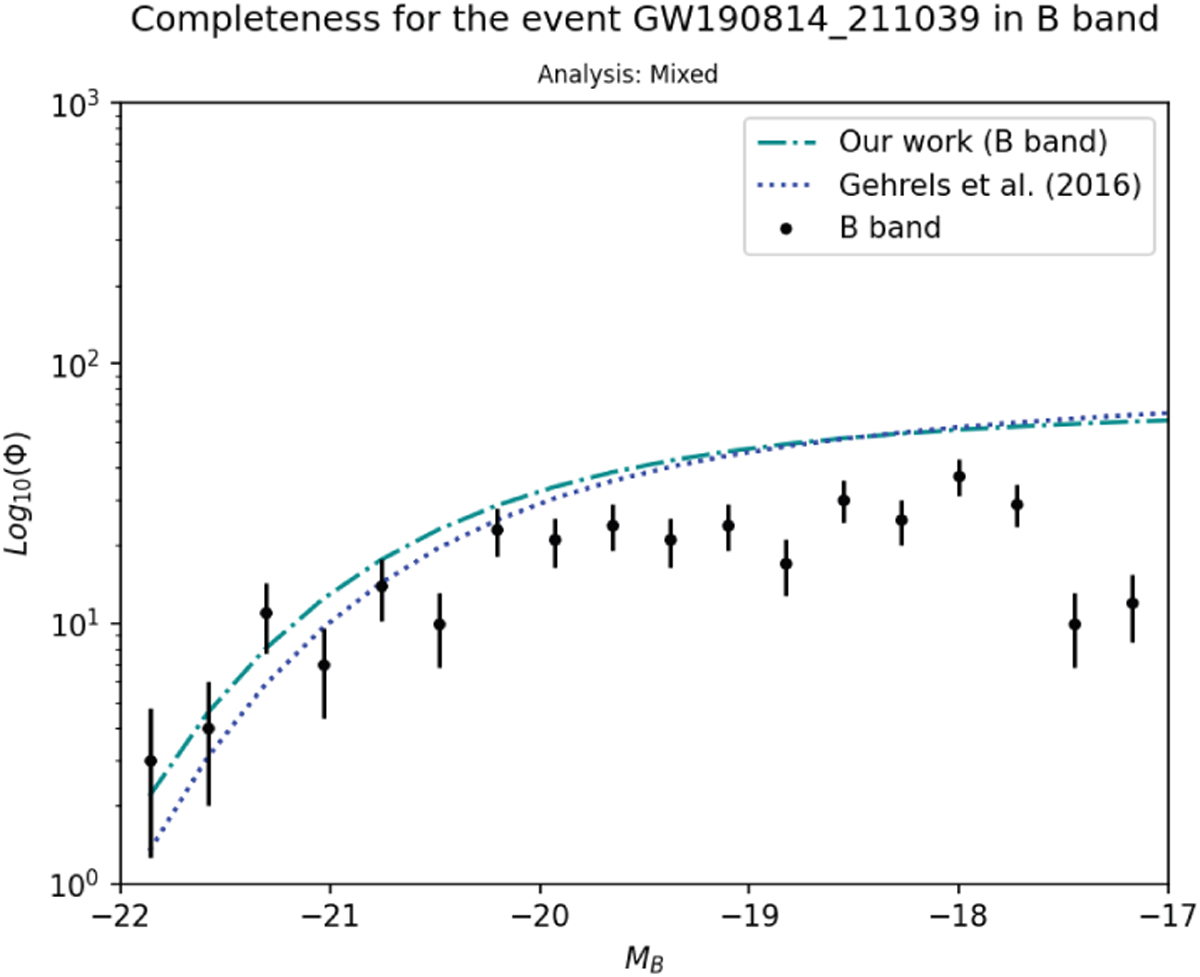 Completeness for the event GW190814_211039 in B band
Analysis: Mixed
Our work (B band)
Gehrels et al. (2016)
B band
10³
10²
10¹
10⁰
Log₁₀(Φ)
−22 −21 −20 −19 −18 −17
M_B